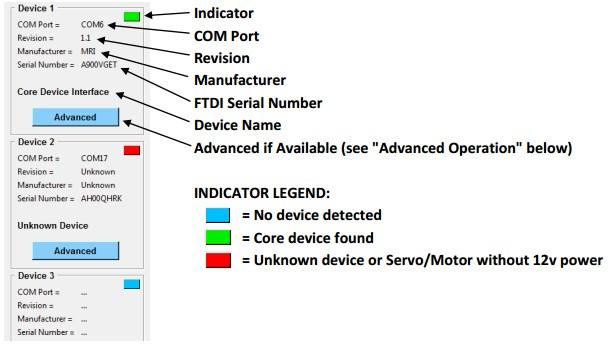 Device 1
COM Port = COM6
Revision = 1.1
Manufacturer = MRI
Serial Number = A900VGET
Core Device Interface
Advanced
Device 2
COM Port = COM17
Revision = Unknown
Manufacturer = Unknown
Serial Number = AH00QHRK
Unknown Device
Advanced
Device 3
COM Port = ...
Revision = ...
Manufacturer = ...
Serial Number = ...
Indicator
COM Port
Revision
Manufacturer
FTDI Serial Number
Device Name
Advanced if Available (see "Advanced Operation" below)
INDICATOR LEGEND:
= No device detected
= Core device found
= Unknown device or Servo/Motor without 12v power